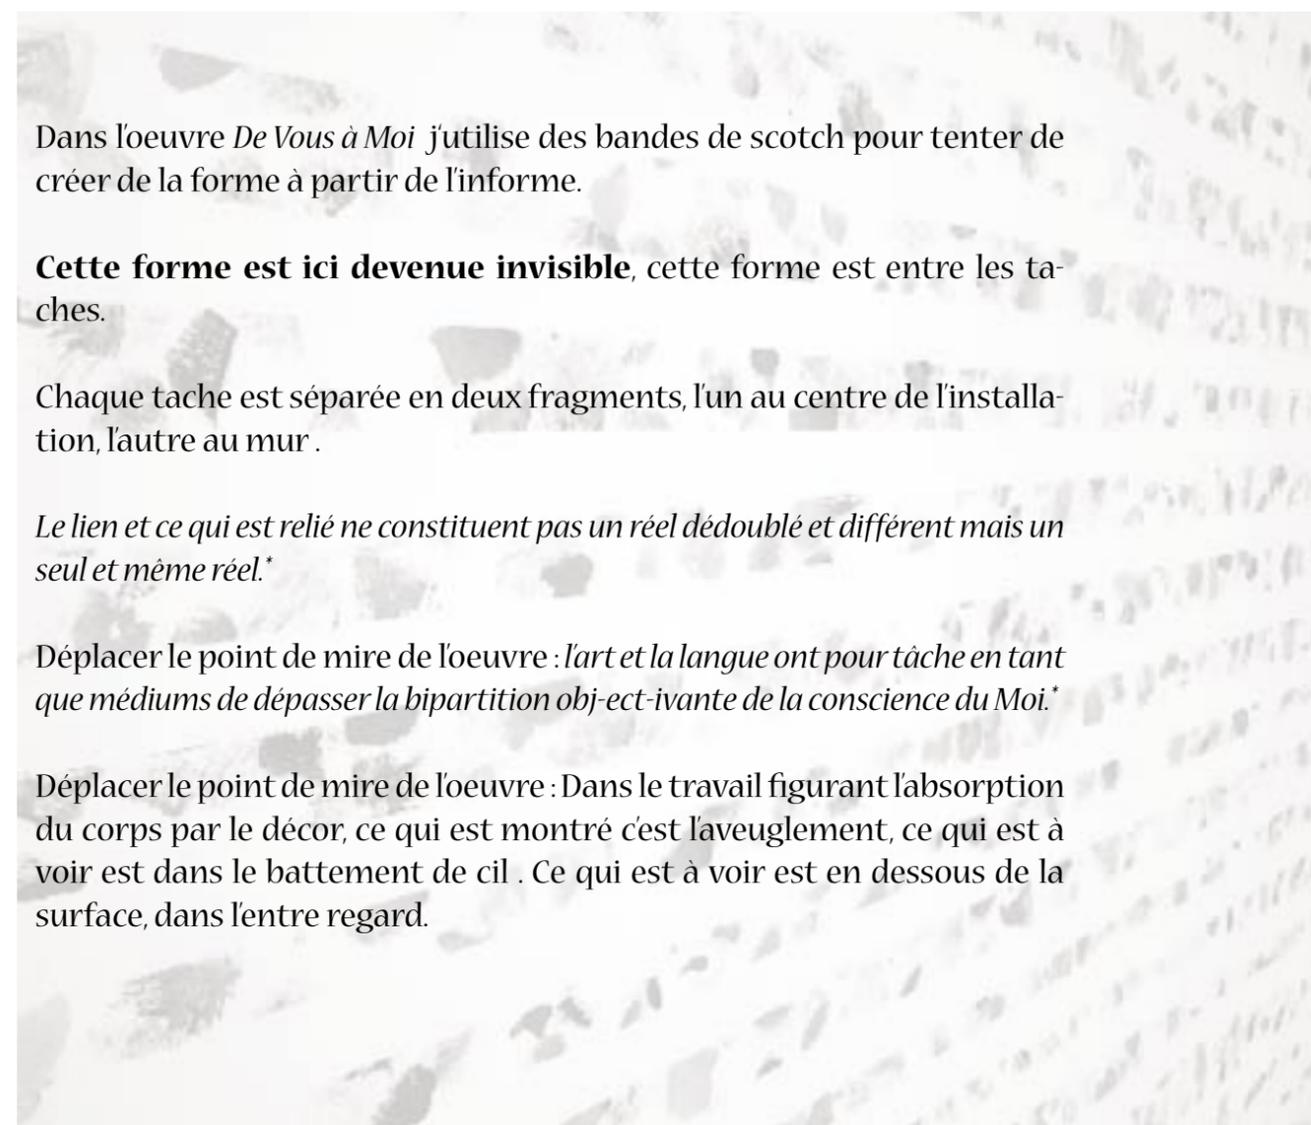 Dans l'oeuvre De Vous à Moi j'utilise des bandes de scotch pour tenter de
créer de la forme à partir de l'informe.
Cette forme est ici devenue invisible, cette forme est entre les ta-
ches.
Chaque tache est séparée en deux fragments, l'un au centre de l'installa-
tion, l'autre au mur .
Le lien et ce qui est relié ne constituent pas un réel dédoublé et différent mais un
seul et même réel.*
Déplacer le point de mire de l'oeuvre : l'art et la langue ont pour tâche en tant
que médiums de dépasser la bipartition obj-ect-ivante de la conscience du Moi.*
Déplacer le point de mire de l'oeuvre : Dans le travail figurant l'absorption
du corps par le décor, ce qui est montré c'est l'aveuglement, ce qui est à
voir est dans le battement de cil . Ce qui est à voir est en dessous de la
surface, dans l'entre regard.